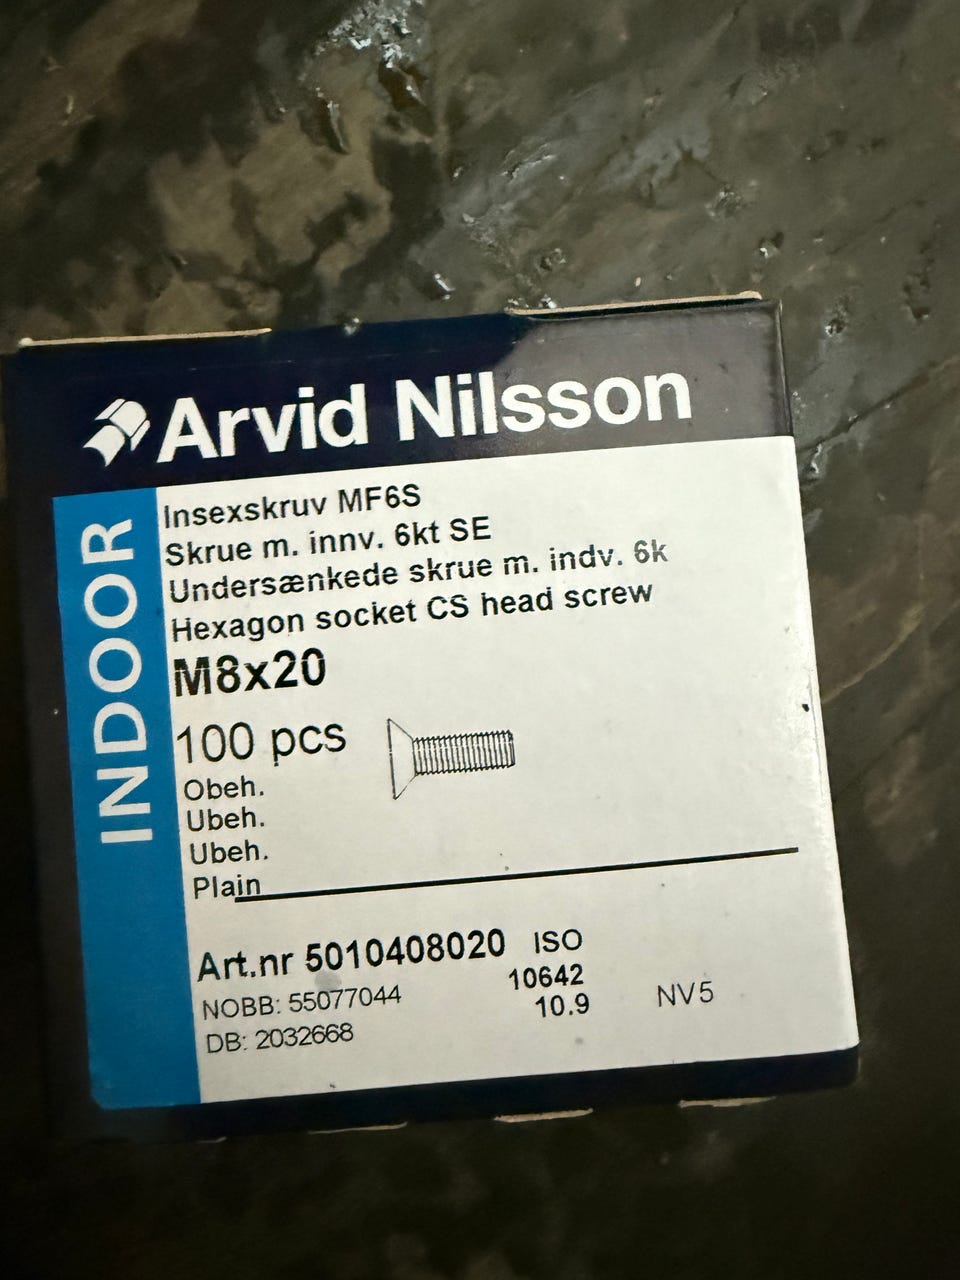 Arvid Nilsson
INDOOR
Insexskruv MF6S
Skrue m. innv. 6kt SE
Undersænkede skrue m. indv. 6k
Hexagon socket CS head screw
M8x20
100 pcs
Obeh.
Ubeh.
Ubeh.
Plain
Art.nr 5010408020 ISO
NOBB: 55077044 10642
DB: 2032668 10.9 NV5